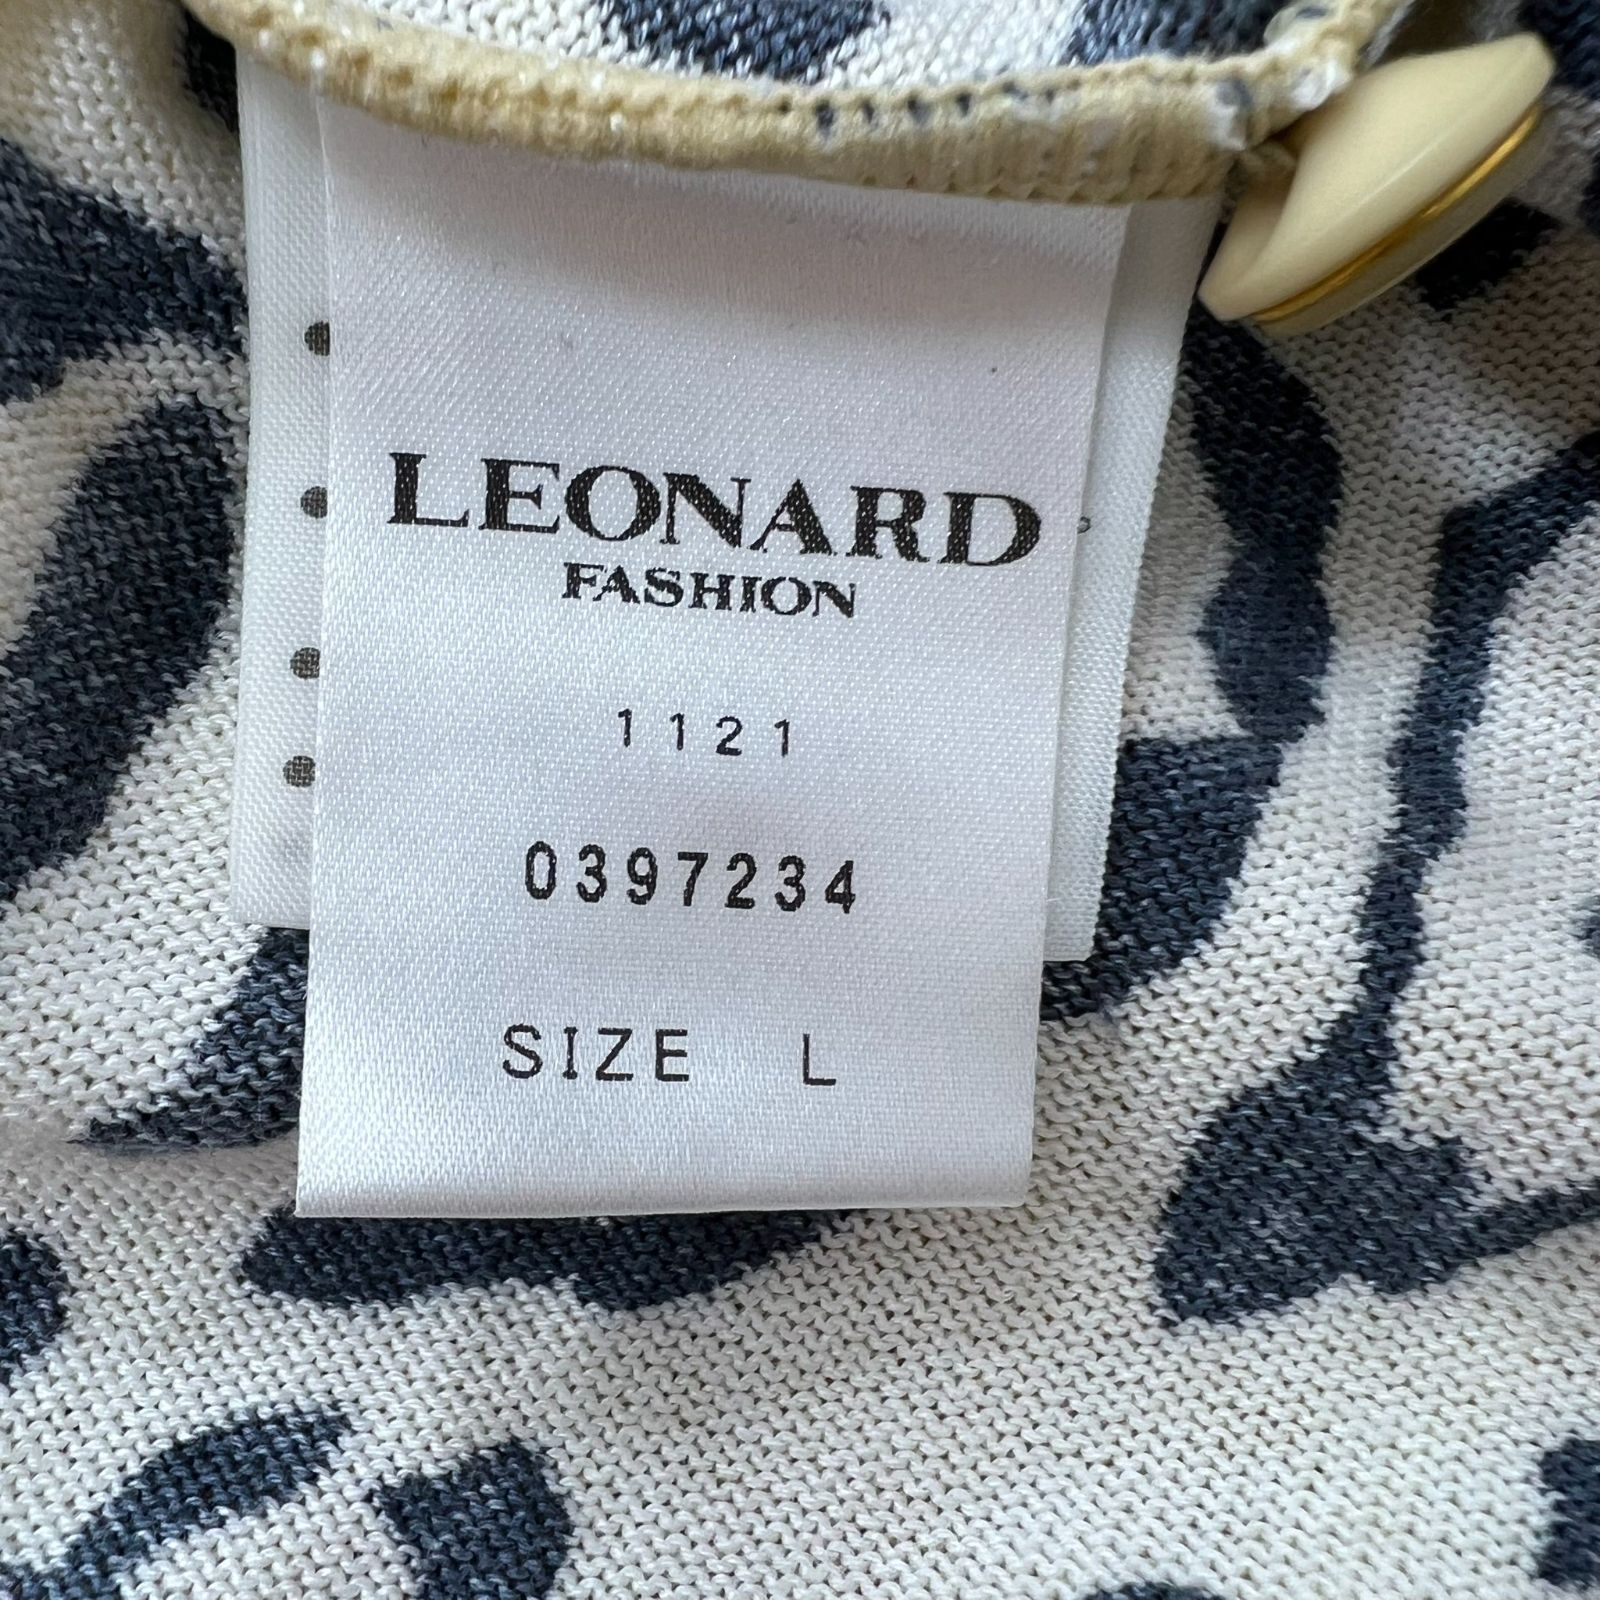 LEONARD
FASHION
1121
0397234
SIZE L